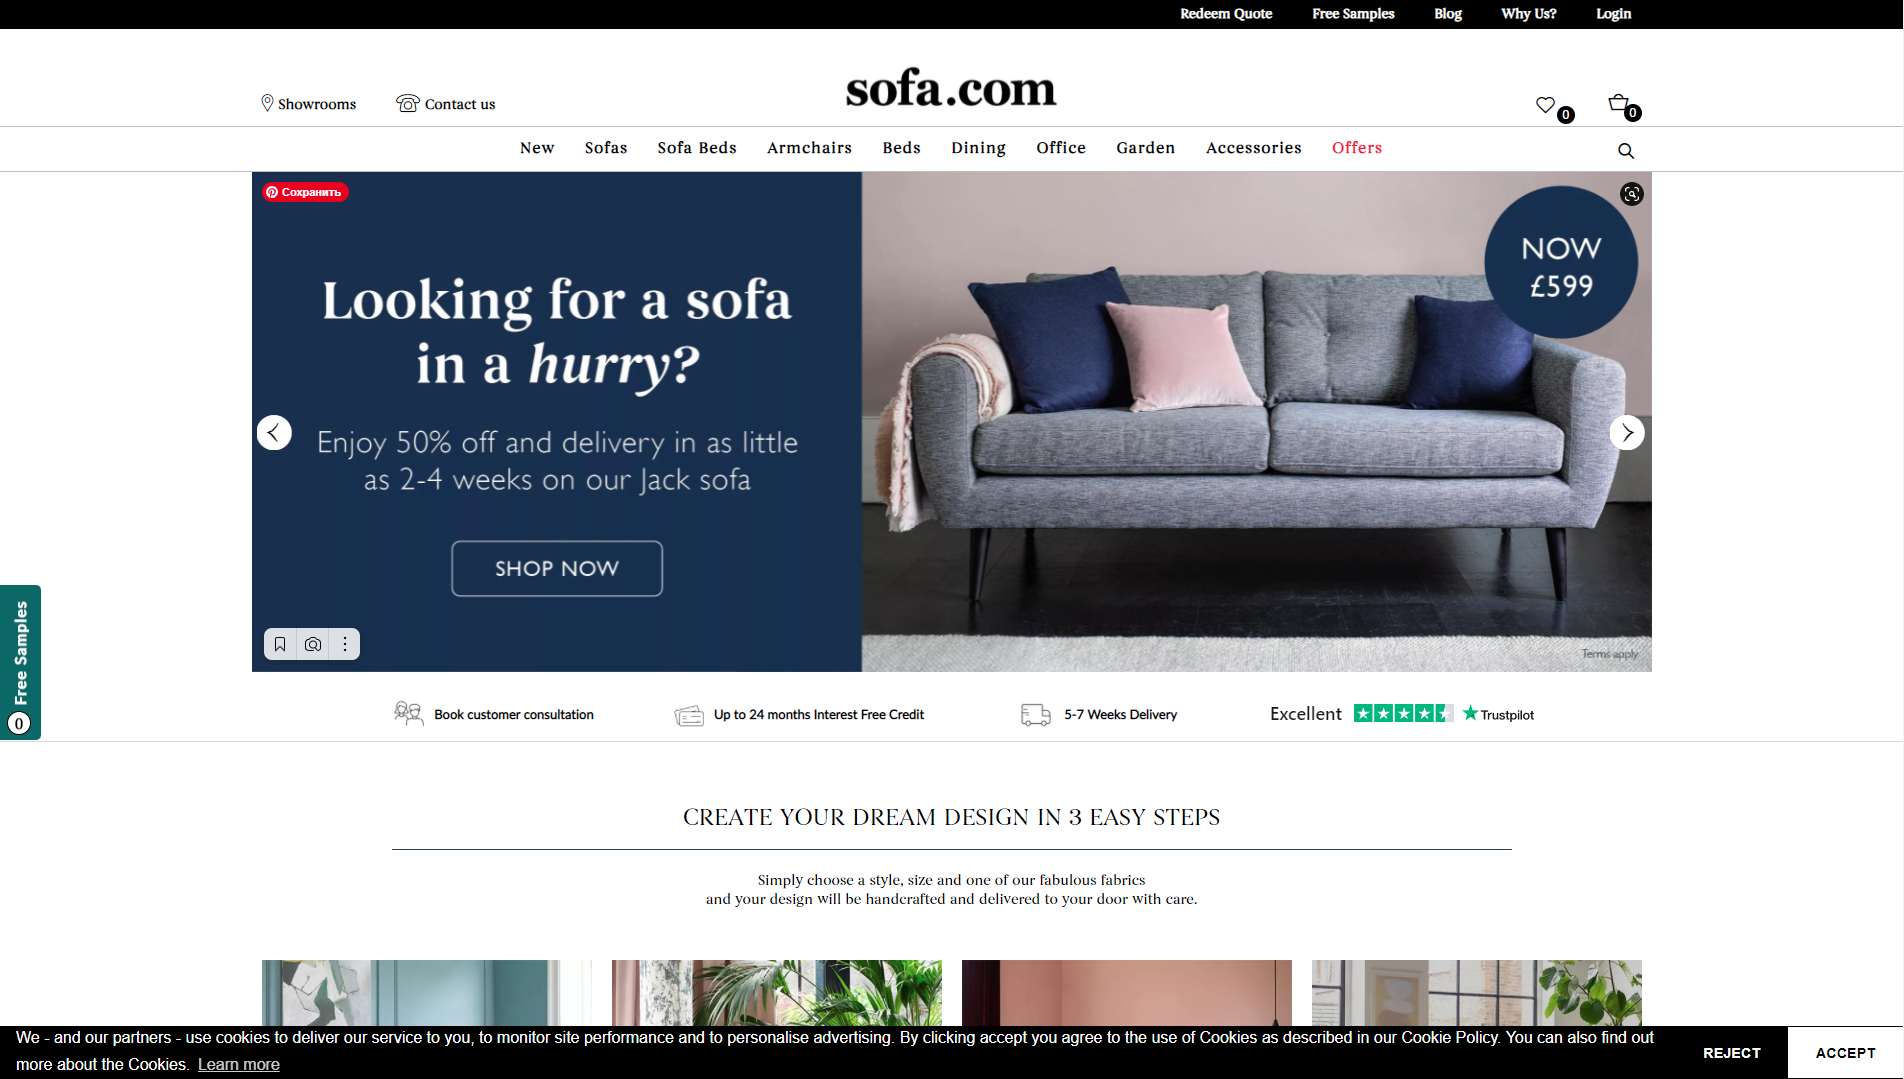 Redeem Quote Free Samples Blog Why Us? Login
Showrooms Contact us
sofa.com
0 0
New Sofas Sofa Beds Armchairs Beds Dining Office Garden Accessories Offers
Сохранить
Looking for a sofa
in a hurry?
Enjoy 50% off and delivery in as little
as 2-4 weeks on our Jack sofa
SHOP NOW
NOW
£599
Terms apply
Free Samples
0
Book customer consultation
Up to 24 months Interest Free Credit
5-7 Weeks Delivery
Excellent Trustpilot
CREATE YOUR DREAM DESIGN IN 3 EASY STEPS
Simply choose a style, size and one of our fabulous fabrics
and your design will be handcrafted and delivered to your door with care.
We - and our partners - use cookies to deliver our service to you, to monitor site performance and to personalise advertising. By clicking accept you agree to the use of Cookies as described in our Cookie Policy. You can also find out
more about the Cookies. Learn more
REJECT ACCEPT